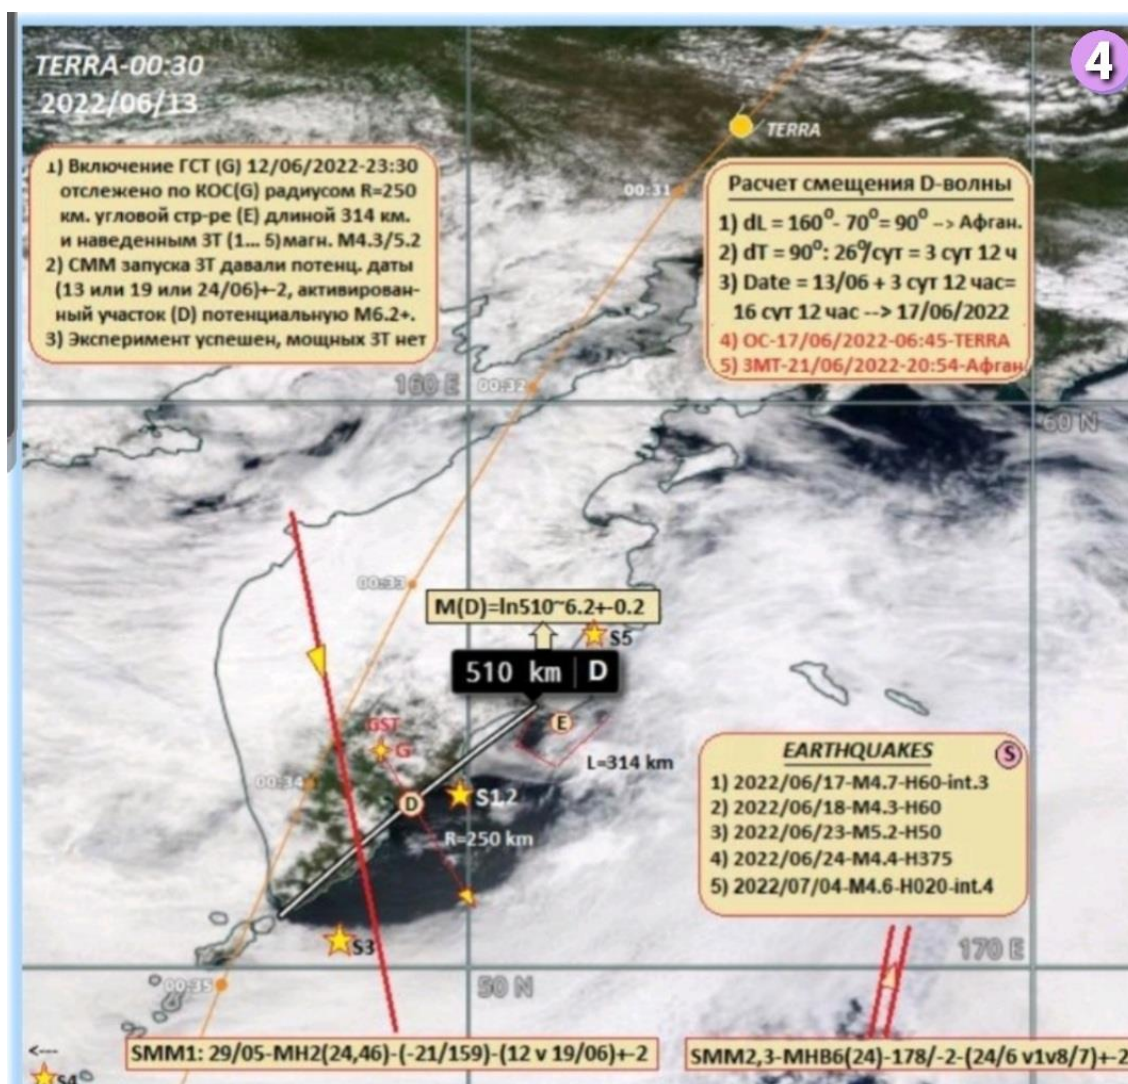 TERRA-00:30
2022/06/13
4
TERRA
1) Включение ГСТ (G) 12/06/2022-23:30
отслежено по КОС(G) радиусом R=250
км. угловой стр-ре (E) длиной 314 км.
и наведенным ЗТ (1... 5)магн. М4.3/5.2
2) СММ запуска ЗТ давали потенц. даты
(13 или 19 или 24/06)+-2, активирован-
ный участок (D) потенциальную М6.2+.
3) Эксперимент успешен, мощных ЗТ нет
00:31
Расчет смещения D-волны
1) dL = 160⁰- 70⁰= 90⁰ --> Афган.
2) dT = 90⁰: 26⁰/сут = 3 сут 12 ч
3) Date = 13/06 + 3 сут 12 час=
16 сут 12 час --> 17/06/2022
4) ОС-17/06/2022-06:45-TERRA
5) ЗМТ-21/06/2022-20:54-Афган
160 E
00:32
60 N
00:33
M(D)=ln510~6.2+-0.2
S5
510 km | D
E
GST
G
L=314 km
00:34
D
S1,2
R=250 km
EARTHQUAKES
S
1) 2022/06/17-M4.7-H60-int.3
2) 2022/06/18-M4.3-H60
3) 2022/06/23-M5.2-H50
4) 2022/06/24-M4.4-H375
5) 2022/07/04-M4.6-H020-int.4
S3
170 E
00:35
50 N
<---
SMM1: 29/05-MH2(24,46)-(-21/159)-(12 v 19/06)+-2
SMM2,3-MHB6(24)-178/-2-(24/6 v1v8/7)+-2
S4